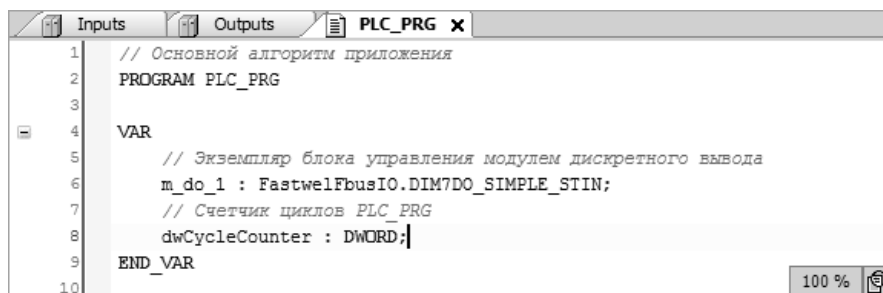 Inputs Outputs PLC_PRG X
1 // Основной алгоритм приложения
2 PROGRAM PLC_PRG
3
4 VAR
5 // Экземпляр блока управления модулем дискретного вывода
6 m_do_1 : FastwelFbusIO.DIM7DO_SIMPLE_STIN;
7 // Счетчик циклов PLC_PRG
8 dwCycleCounter : DWORD;
9 END_VAR
10
100 %